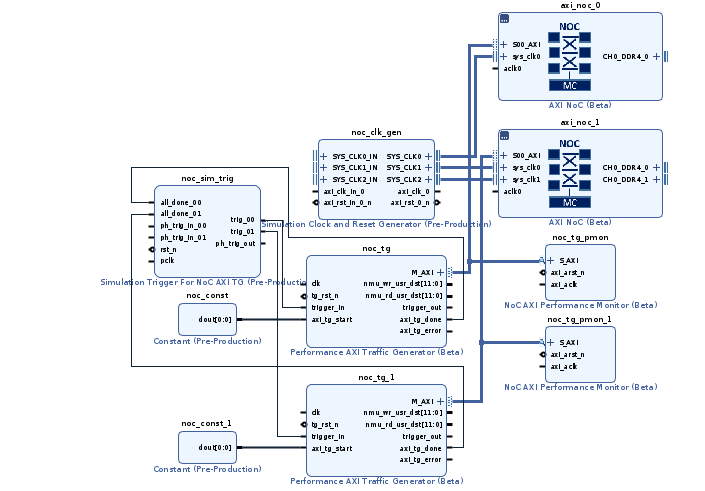 axi_noc_0
NOC
S00_AXI
sys_clk0
aclk0
CH0_DDR4_0
MC
AXI NoC (Beta)
axi_noc_1
NOC
S00_AXI
sys_clk0
sys_clk1
aclk0
CH0_DDR4_0
CH0_DDR4_1
MC
AXI NoC (Beta)
noc_clk_gen
SYS_CLK0_IN SYS_CLK0
SYS_CLK1_IN SYS_CLK1
SYS_CLK2_IN SYS_CLK2
axi_clk_in_0 axi_clk_0
axi_rst_in_0_n axi_rst_0_n
Simulation Clock and Reset Generator (Pre-Production)
noc_sim_trig
all_done_00
all_done_01
ph_trig_in_00
ph_trig_in_01
rst_n
pclk
trig_00
trig_01
ph_trig_out
Simulation Trigger For NoC AXI TG (Pre-Productio
noc_const
dout[0:0]
Constant (Pre-Production)
noc_tg
M_AXI
clk nmu_wr_usr_dst[11:0]
tg_rst_n nmu_rd_usr_dst[11:0]
trigger_in trigger_out
axi_tg_start axi_tg_done
axi_tg_error
Performance AXI Traffic Generator (Beta)
noc_tg_pmon
S_AXI
axi_arst_n
axi_aclk
NoC AXI Performance Monitor (Beta)
noc_tg_pmon_1
S_AXI
axi_arst_n
axi_aclk
NoC AXI Performance Monitor (Beta)
noc_tg_1
M_AXI
clk nmu_wr_usr_dst[11:0]
tg_rst_n nmu_rd_usr_dst[11:0]
trigger_in trigger_out
axi_tg_start axi_tg_done
axi_tg_error
Performance AXI Traffic Generator (Beta)
noc_const_1
dout[0:0]
Constant (Pre-Production)